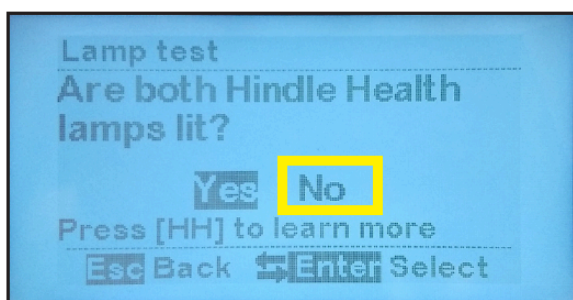 Lamp test
Are both Hindle Health
lamps lit?
Yes No
Press [HH] to learn more
Esc Back Enter Select